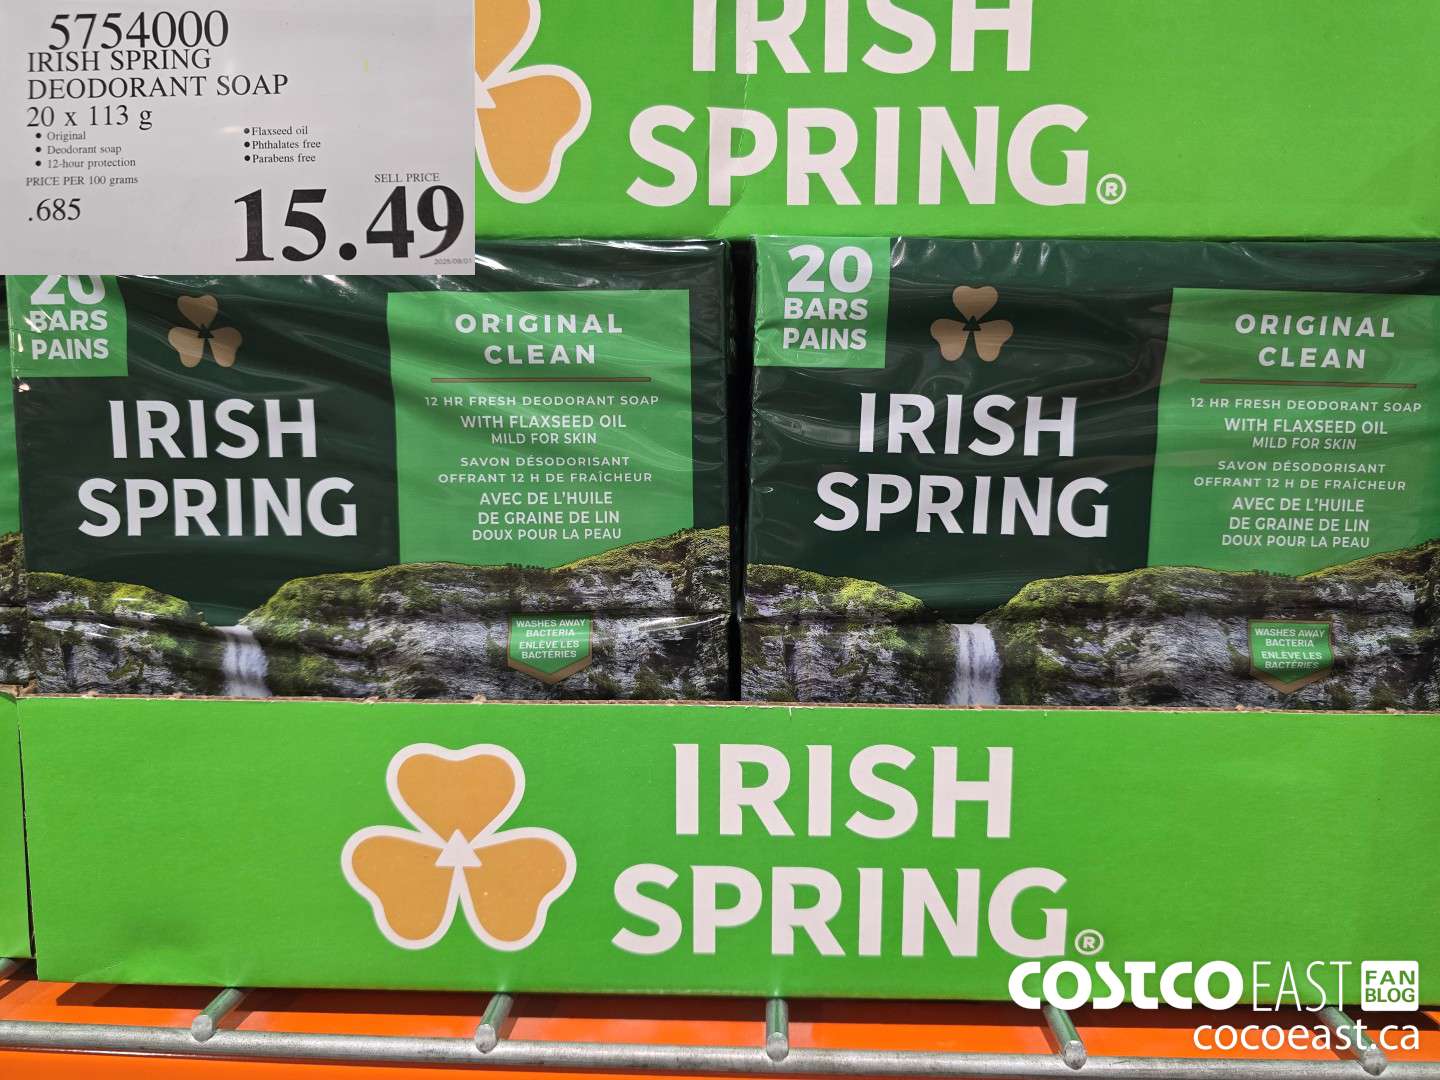 5754000
IRISH SPRING
DEODORANT SOAP
20 x 113 g
• Original
• Deodorant soap
• 12-hour protection
• Flaxseed oil
• Phthalates free
• Parabens free
PRICE PER 100 grams
.685
SELL PRICE
15.49
IRISH
SPRING®
20
BARS
PAINS
IRISH
SPRING
ORIGINAL
CLEAN
12 HR FRESH DEODORANT SOAP
WITH FLAXSEED OIL
MILD FOR SKIN
SAVON DÉSODORISANT
OFFRANT 12 H DE FRAÎCHEUR
AVEC DE L'HUILE
DE GRAINE DE LIN
DOUX POUR LA PEAU
WASHES AWAY
BACTERIA
ENLÈVE LES
BACTÉRIES
20
BARS
PAINS
IRISH
SPRING
ORIGINAL
CLEAN
12 HR FRESH DEODORANT SOAP
WITH FLAXSEED OIL
MILD FOR SKIN
SAVON DÉSODORISANT
OFFRANT 12 H DE FRAÎCHEUR
AVEC DE L'HUILE
DE GRAINE DE LIN
DOUX POUR LA PEAU
WASHES AWAY
BACTERIA
ENLÈVE LES
BACTÉRIES
IRISH
SPRING®
COSTCO EAST FAN BLOG
cocoeast.ca